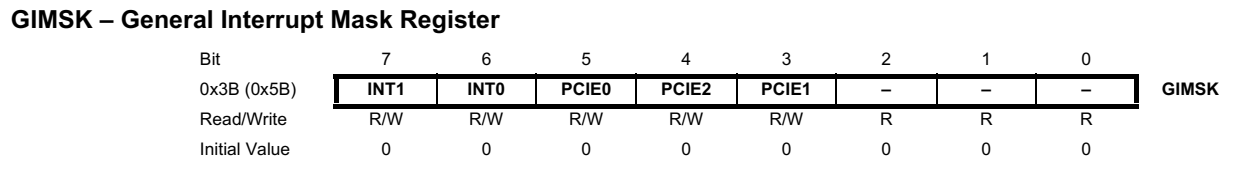 GIMSK – General Interrupt Mask Register
Bit 7 6 5 4 3 2 1 0
0x3B (0x5B) INT1 INT0 PCIE0 PCIE2 PCIE1 – – – GIMSK
Read/Write R/W R/W R/W R/W R/W R R R
Initial Value 0 0 0 0 0 0 0 0